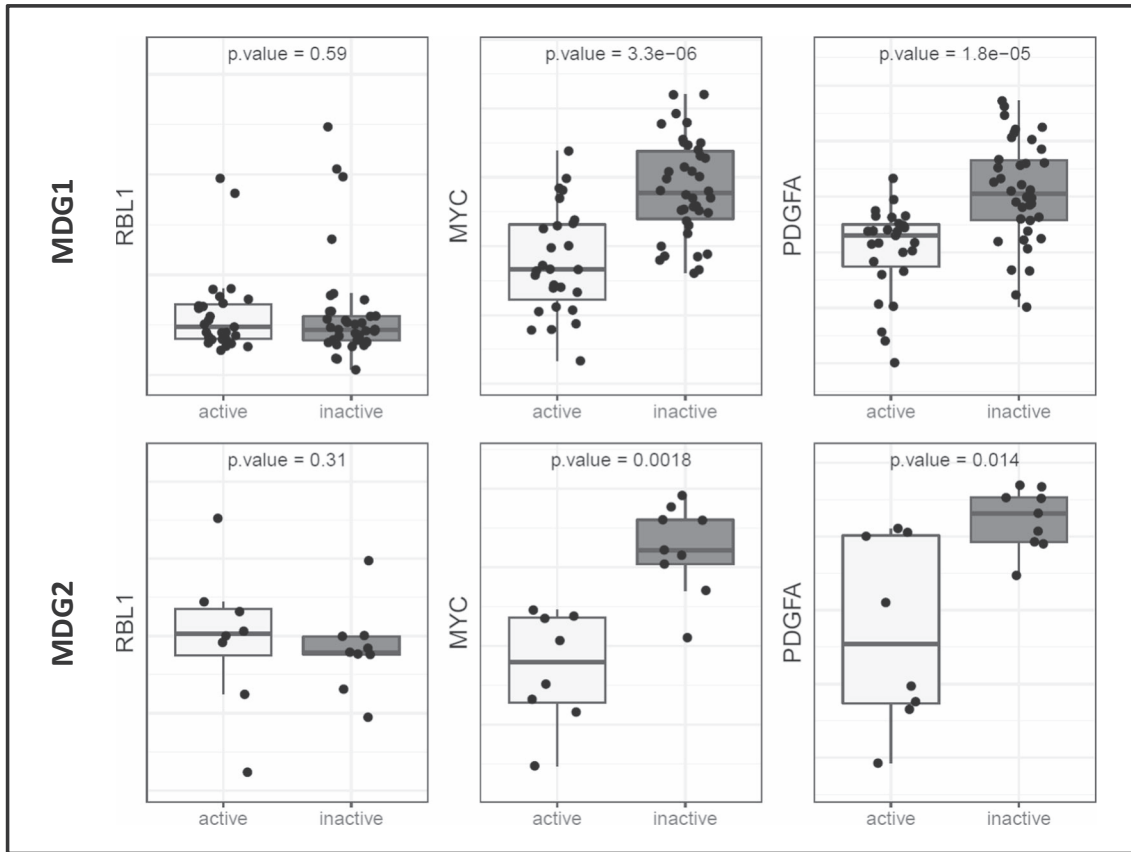 MDG1
RBL1
p.value = 0.59
active inactive
MYC
p.value = 3.3e−06
active inactive
PDGFA
p.value = 1.8e−05
active inactive
MDG2
RBL1
p.value = 0.31
active inactive
MYC
p.value = 0.0018
active inactive
PDGFA
p.value = 0.014
active inactive